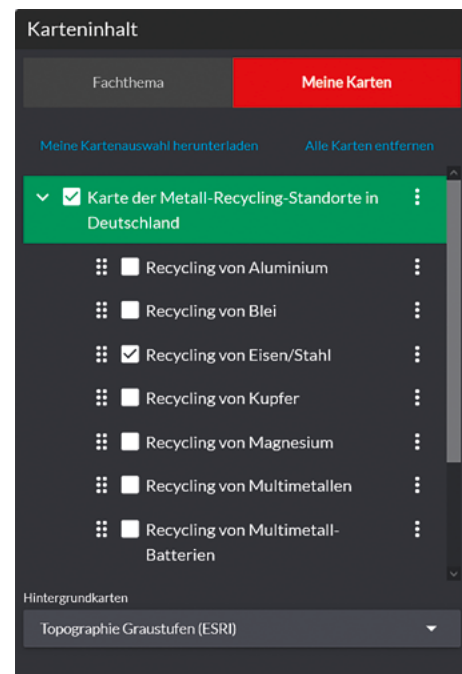 Karteninhalt
Fachthema
Meine Karten
Meine Kartenauswahl herunterladen
Alle Karten entfernen
Karte der Metall-Recycling-Standorte in
Deutschland
Recycling von Aluminium
Recycling von Blei
Recycling von Eisen/Stahl
Recycling von Kupfer
Recycling von Magnesium
Recycling von Multimetallen
Recycling von Multimetall-
Batterien
Hintergrundkarten
Topographie Graustufen (ESRI)